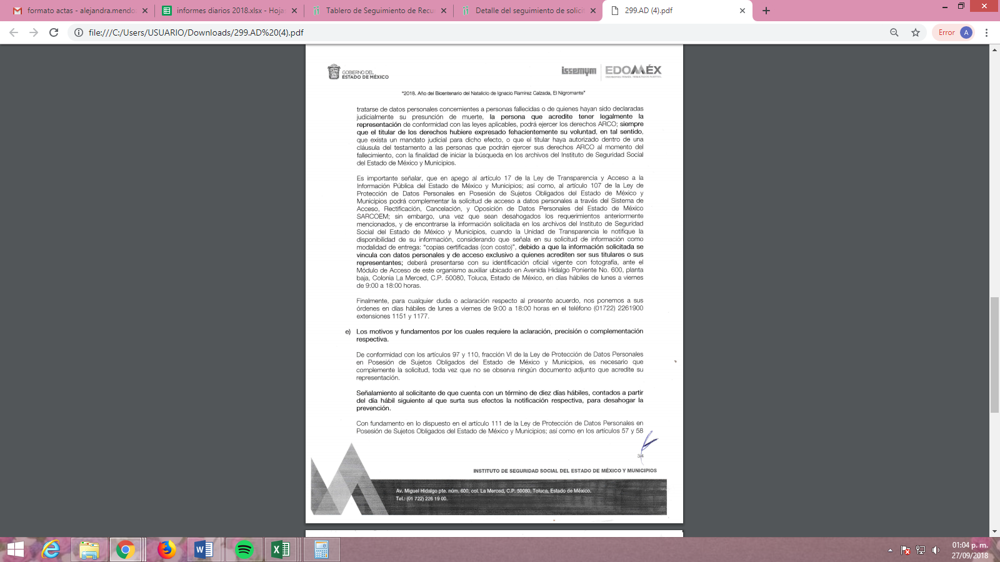 formato actas - alejandra.mendo
informes diarios 2018.xlsx - Hoja
Tablero de Seguimiento de Recu
Detalle del seguimiento de solicit
299.AD (4).pdf
file:///C:/Users/USUARIO/Downloads/299.AD%20(4).pdf
Error
A
GOBIERNO DEL
ESTADO DE MÉXICO
issemym
EDOMÉX
"2018. Año del Bicentenario del Natalicio de Ignacio Ramírez Calzada, El Nigromante"
tratarse de datos personales concernientes a personas fallecidas o de quienes hayan sido declaradas
judicialmente su presunción de muerte, la persona que acredite tener legalmente la
representación de conformidad con las leyes aplicables, podrá ejercer los derechos ARCO; siempre
que el titular de los derechos hubiere expresado fehacientemente su voluntad, en tal sentido,
que exista un mandato judicial para dicho efecto, o que el titular haya autorizado dentro de una
cláusula del testamento a las personas que podrán ejercer sus derechos ARCO al momento del
fallecimiento, con la finalidad de iniciar la búsqueda en los archivos del Instituto de Seguridad Social
del Estado de México y Municipios.
Es importante señalar, que en apego al artículo 17 de la Ley de Transparencia y Acceso a la
Información Pública del Estado de México y Municipios; así como, al artículo 107 de la Ley de
Protección de Datos Personales en Posesión de Sujetos Obligados del Estado de México y
Municipios podrá complementar la solicitud de acceso a datos personales a través del Sistema de
Acceso, Rectificación, Cancelación, y Oposición de Datos Personales del Estado de México
SARCOEM; sin embargo, una vez que sean desahogados los requerimientos anteriormente
mencionados, y de encontrarse la información solicitada en los archivos del Instituto de Seguridad
Social del Estado de México y Municipios, cuando la Unidad de Transparencia le notifique la
disponibilidad de su información, considerando que señala en su solicitud de información como
modalidad de entrega: "copias certificadas (con costo)", debido a que la información solicitada se
vincula con datos personales y de acceso exclusivo a quienes acrediten ser sus titulares o sus
representantes; deberá presentarse con su identificación oficial vigente con fotografía, ante el
Módulo de Acceso de este organismo auxiliar ubicado en Avenida Hidalgo Poniente No. 600, planta
baja, Colonia La Merced, C.P. 50080, Toluca, Estado de México, en días hábiles de lunes a viernes
de 9:00 a 18:00 horas.
Finalmente, para cualquier duda o aclaración respecto al presente acuerdo, nos ponemos a sus
órdenes en días hábiles de lunes a viernes de 9:00 a 18:00 horas en el teléfono (01722) 2261900
extensiones 1151 y 1177.
e) Los motivos y fundamentos por los cuales requiere la aclaración, precisión o complementación
respectiva.
De conformidad con los artículos 97 y 110, fracción VI de la Ley de Protección de Datos Personales
en Posesión de Sujetos Obligados del Estado de México y Municipios, es necesario que
complemente la solicitud, toda vez que no se observa ningún documento adjunto que acredite su
representación.
Señalamiento al solicitante de que cuenta con un término de diez días hábiles, contados a partir
del día hábil siguiente al que surta sus efectos la notificación respectiva, para desahogar la
prevención.
Con fundamento en lo dispuesto en el artículo 111 de la Ley de Protección de Datos Personales en
Posesión de Sujetos Obligados del Estado de México y Municipios; así como en los artículos 57 y 58
3/4
INSTITUTO DE SEGURIDAD SOCIAL DEL ESTADO DE MÉXICO Y MUNICIPIOS
Av. Miguel Hidalgo pte. núm. 600, col. La Merced, C.P. 50080, Toluca, Estado de México.
Tel.: (01 722) 226 19 00.
01:04 p. m.
27/09/2018